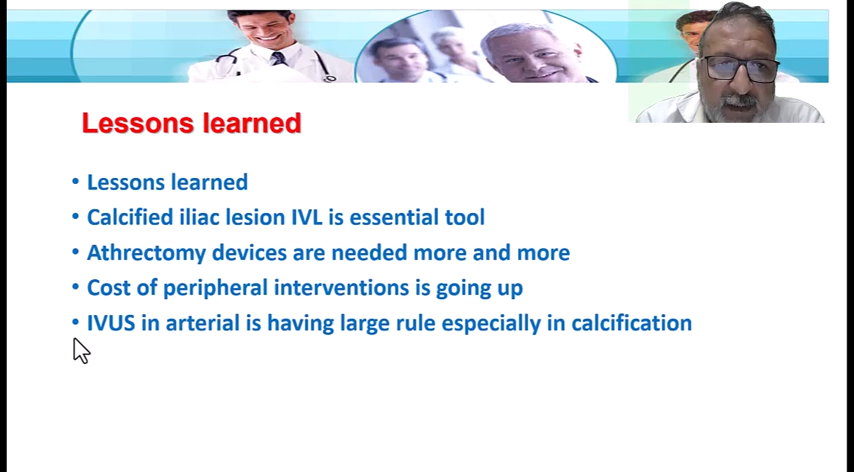 Lessons learned
• Lessons learned
• Calcified iliac lesion IVL is essential tool
• Athrectomy devices are needed more and more
• Cost of peripheral interventions is going up
• IVUS in arterial is having large rule especially in calcification